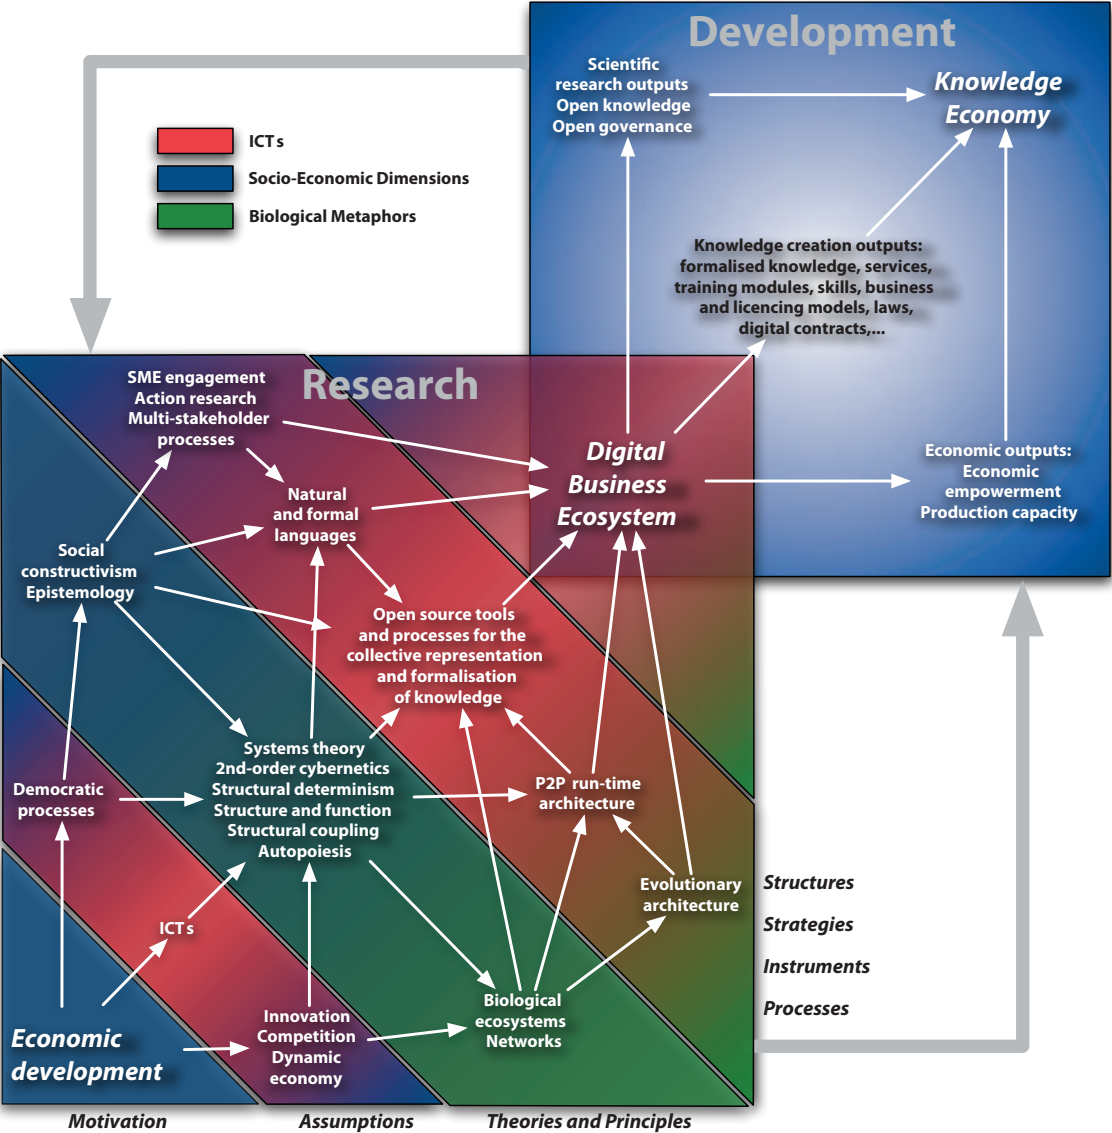 Development
Scientific
research outputs
Open knowledge
Open governance
Knowledge
Economy
ICTs
Socio-Economic Dimensions
Biological Metaphors
Knowledge creation outputs:
formalised knowledge, services,
training modules, skills, business
and licencing models, laws,
digital contracts,...
Research
SME engagement
Action research
Multi-stakeholder
processes
Digital
Business
Ecosystem
Economic outputs:
Economic
empowerment
Production capacity
Natural
and formal
languages
Social
constructivism
Epistemology
Open source tools
and processes for the
collective representation
and formalisation
of knowledge
Systems theory
2nd-order cybernetics
Structural determinism
Structure and function
Structural coupling
Autopoiesis
Democratic
processes
P2P run-time
architecture
Evolutionary
architecture
Structures
Strategies
Instruments
Processes
ICTs
Biological
ecosystems
Networks
Innovation
Competition
Dynamic
economy
Economic
development
Motivation
Assumptions
Theories and Principles